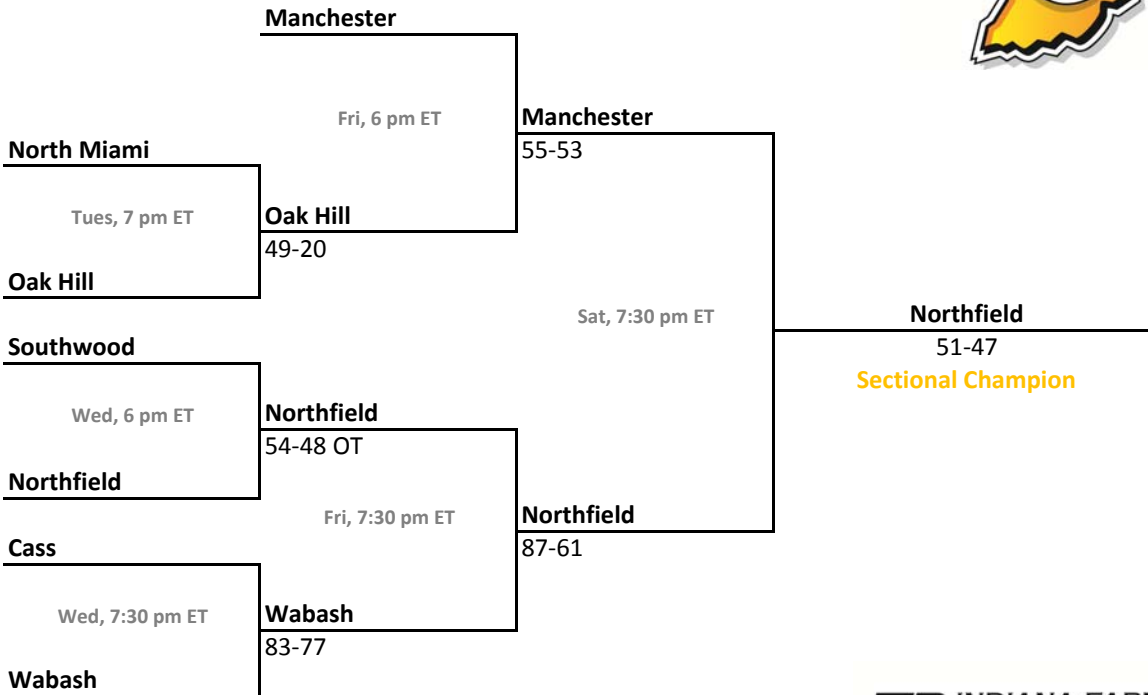 Manchester
Fri, 6 pm ET
Manchester
55-53
North Miami
Tues, 7 pm ET
Oak Hill
49-20
Oak Hill
Sat, 7:30 pm ET
Northfield
51-47
Sectional Champion
Southwood
Wed, 6 pm ET
Northfield
54-48 OT
Northfield
Fri, 7:30 pm ET
Northfield
87-61
Cass
Wed, 7:30 pm ET
Wabash
83-77
Wabash
INDIANA